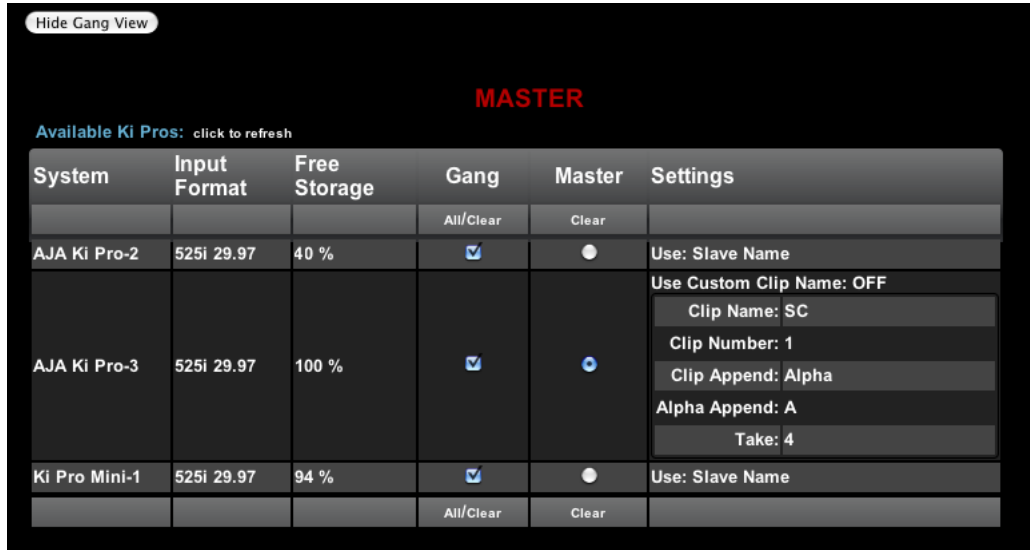 Hide Gang View
MASTER
Available Ki Pros: click to refresh
System Input Format Free Storage Gang Master Settings
All/Clear Clear
AJA Ki Pro-2 525i 29.97 40 % Use: Slave Name
AJA Ki Pro-3 525i 29.97 100 % Use Custom Clip Name: OFF
Clip Name: SC
Clip Number: 1
Clip Append: Alpha
Alpha Append: A
Take: 4
Ki Pro Mini-1 525i 29.97 94 % Use: Slave Name
All/Clear Clear